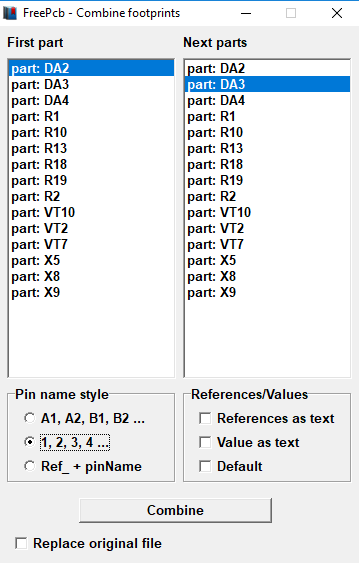 FreePcb - Combine footprints
First part
part: DA2
part: DA3
part: DA4
part: R1
part: R10
part: R13
part: R18
part: R19
part: R2
part: VT10
part: VT2
part: VT7
part: X5
part: X8
part: X9
Next parts
part: DA2
part: DA3
part: DA4
part: R1
part: R10
part: R13
part: R18
part: R19
part: R2
part: VT10
part: VT2
part: VT7
part: X5
part: X8
part: X9
Pin name style
A1, A2, B1, B2 ...
1, 2, 3, 4 ...
Ref_ + pinName
References/Values
References as text
Value as text
Default
Combine
Replace original file